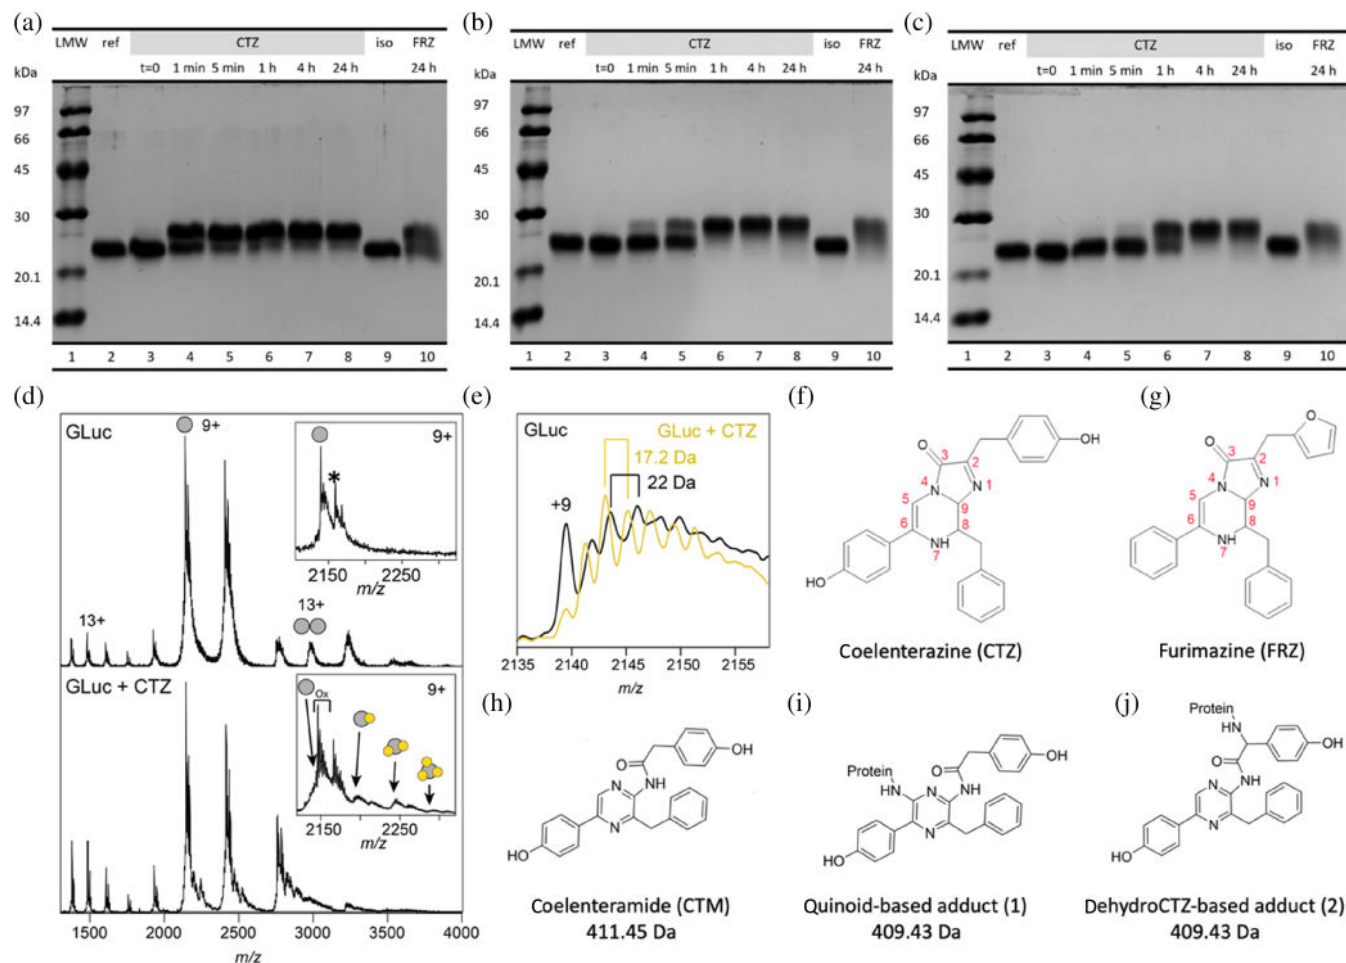 (a)
LMW ref CTZ iso FRZ
kDa t=0 1 min 5 min 1 h 4 h 24 h 24 h
97
66
45
30
20.1
14.4
1 2 3 4 5 6 7 8 9 10
(b)
LMW ref CTZ iso FRZ
kDa t=0 1 min 5 min 1 h 4 h 24 h 24 h
97
66
45
30
20.1
14.4
1 2 3 4 5 6 7 8 9 10
(c)
LMW ref CTZ iso FRZ
kDa t=0 1 min 5 min 1 h 4 h 24 h 24 h
97
66
45
30
20.1
14.4
1 2 3 4 5 6 7 8 9 10
(d)
GLuc 9+
9+
*
2150 2250
m/z
13+ 13+
GLuc + CTZ
Ox 9+
2150 2250
m/z
2000 2500 3000 3500 4000
m/z
(e)
GLuc GLuc + CTZ
17.2 Da
22 Da
+9
2135 2140 2145 2150 2155
m/z
(f)
O 3 2 OH
N 4 N 1
5 9
6 8
NH
7
HO
Coelenterazine (CTZ)
(g)
O
O 3 2
N 4 N 1
5 9
6 8
NH
7
Furimazine (FRZ)
(h)
OH
O
NH
N
N
HO
Coelenteramide (CTM)
411.45 Da
(i)
OH
Protein O
HN N NH
N
HO
Quinoid-based adduct (1)
409.43 Da
(j)
Protein
HN
OH
O
NH
N
N
HO
DehydroCTZ-based adduct (2)
409.43 Da